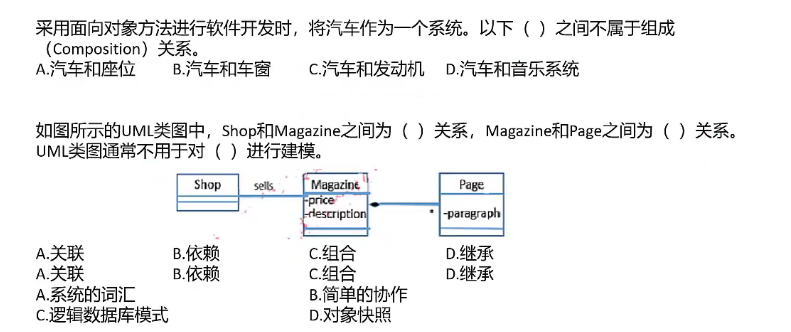 采用面向对象方法进行软件开发时，将汽车作为一个系统。以下（ ）之间不属于组成
（Composition）关系。
A.汽车和座位 B.汽车和车窗 C.汽车和发动机 D.汽车和音乐系统
如图所示的UML类图中，Shop和Magazine之间为（ ）关系，Magazine和Page之间为（ ）关系。
UML类图通常不用于对（ ）进行建模。
Shop sells Magazine Page
-price
-description * -paragraph
A.关联 B.依赖 C.组合 D.继承
A.关联 B.依赖 C.组合 D.继承
A.系统的词汇 B.简单的协作
C.逻辑数据库模式 D.对象快照